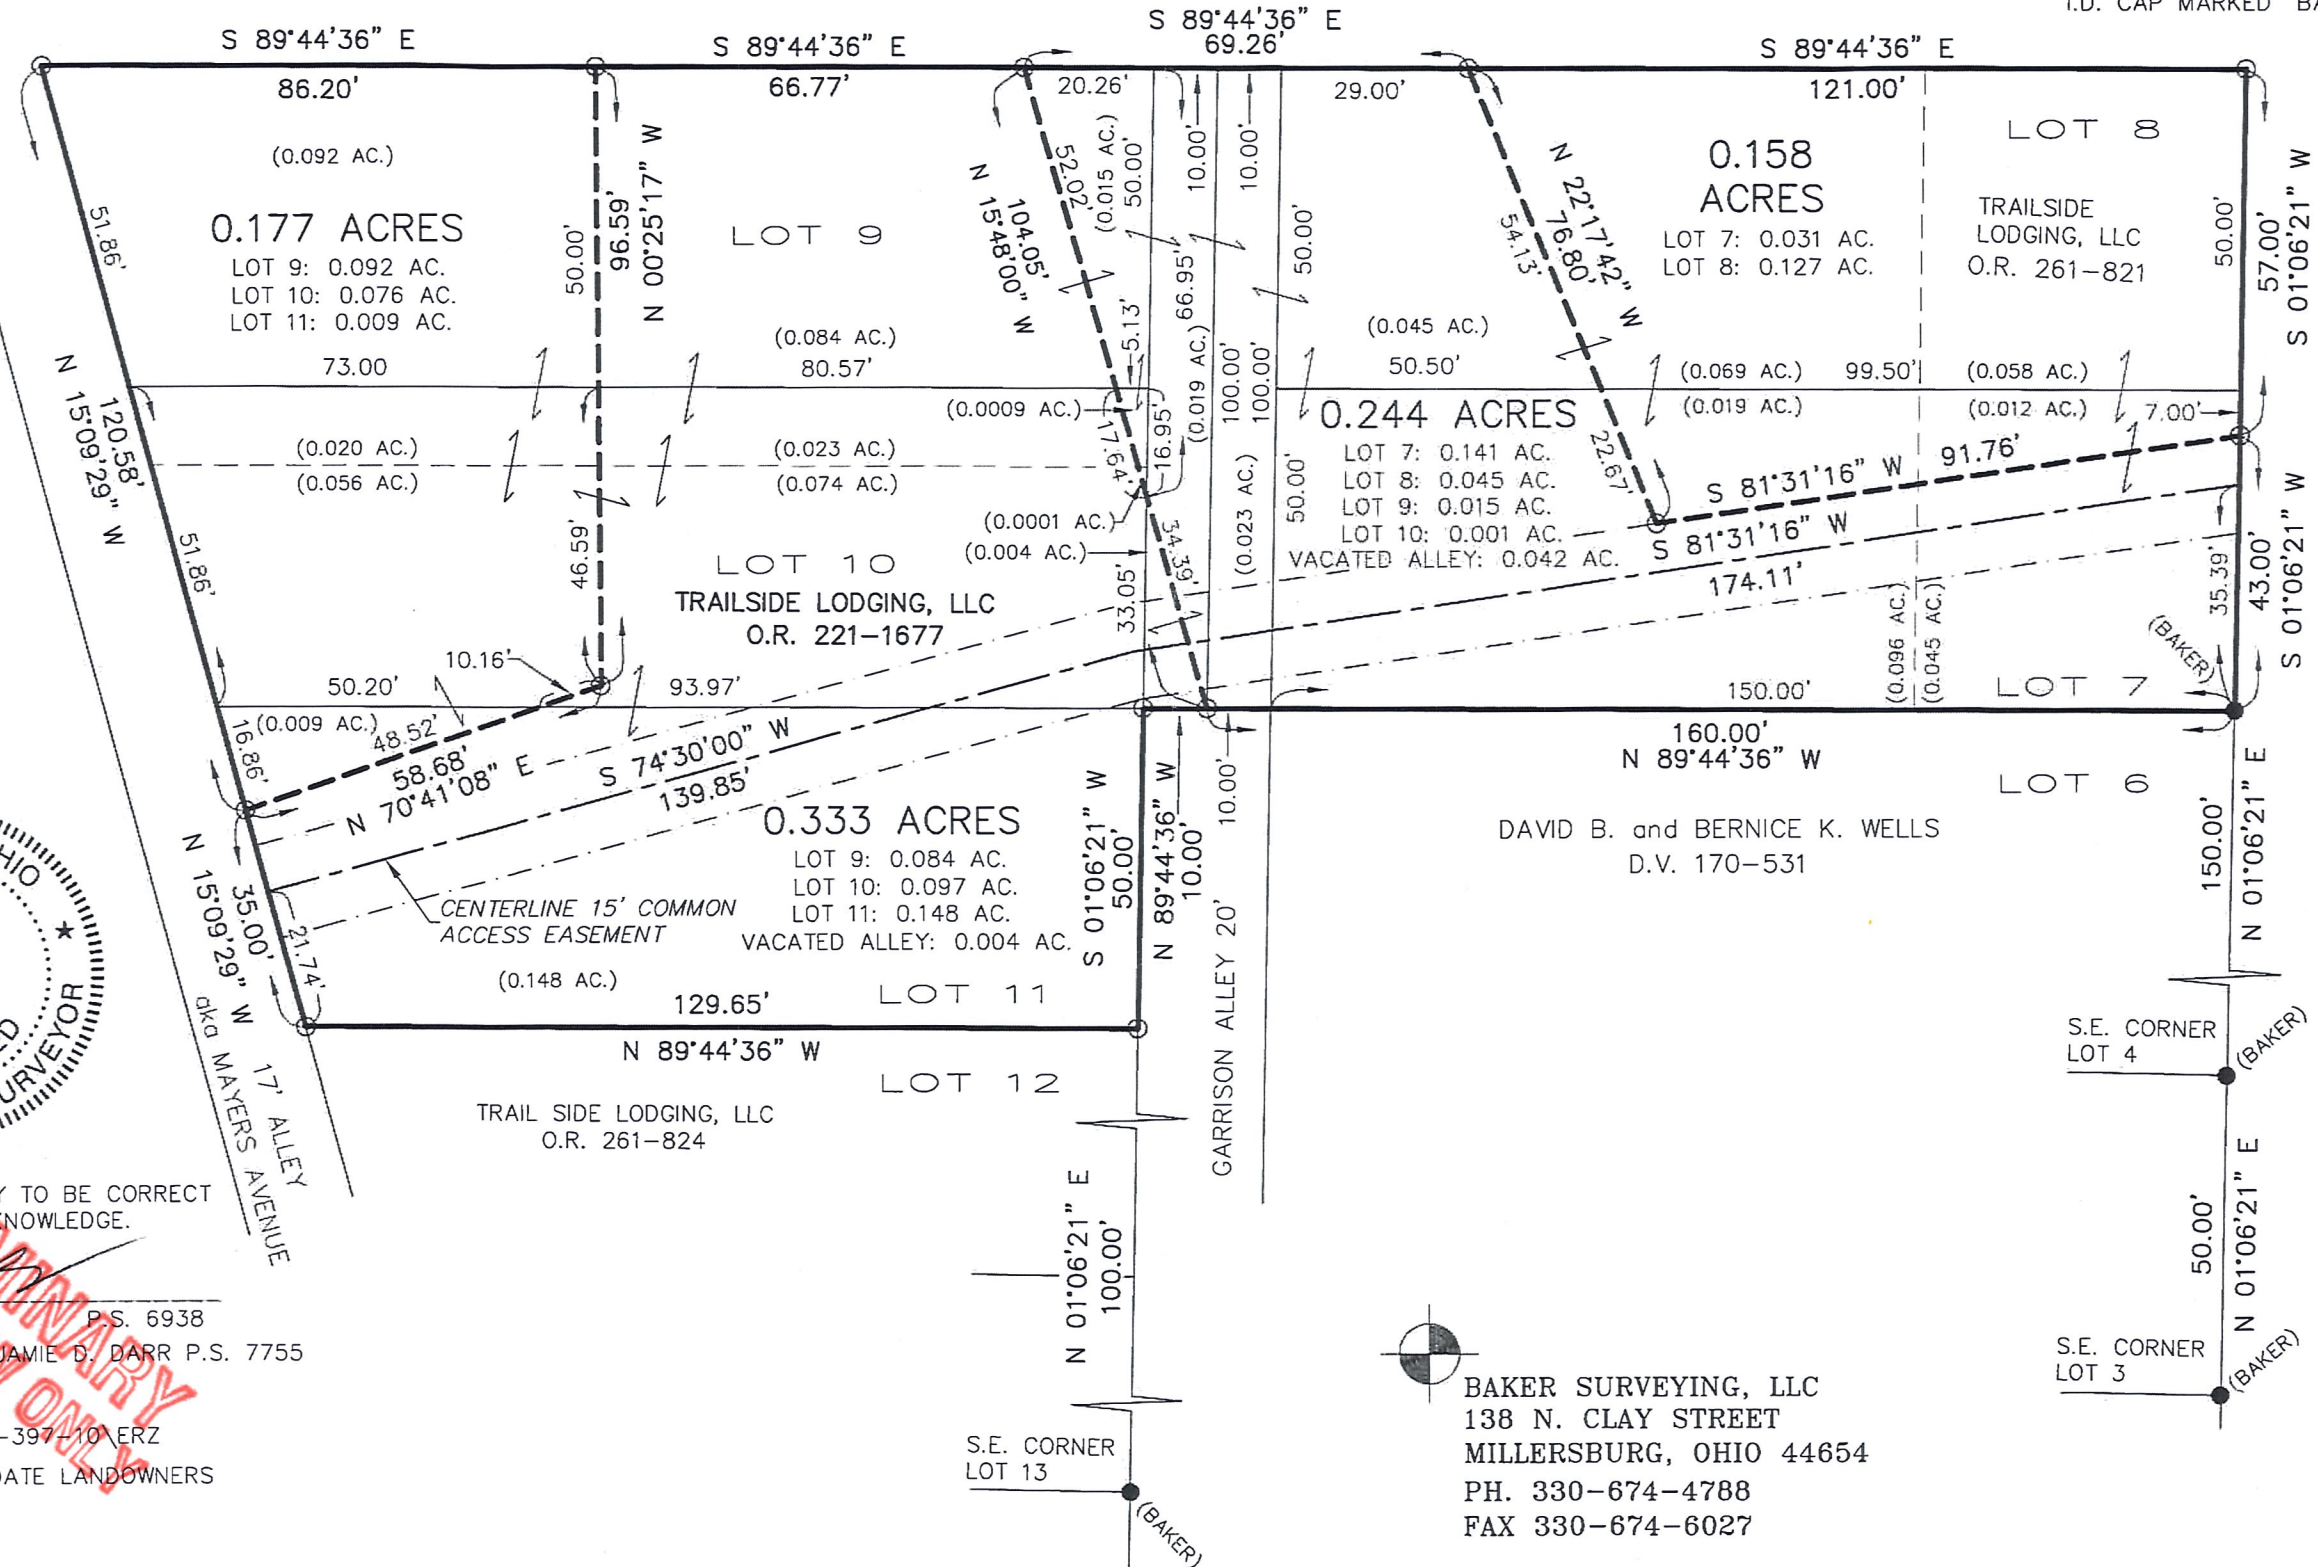 I.D. CAP MARKED "BA
S 89°44'36" E
86.20'
S 89°44'36" E
66.77'
S 89°44'36" E
69.26'
20.26'
29.00'
S 89°44'36" E
121.00'
(0.092 AC.)
0.177 ACRES
LOT 9: 0.092 AC.
LOT 10: 0.076 AC.
LOT 11: 0.009 AC.
51.86'
50.00'
96.59'
N 00°25'17" W
LOT 9
(0.084 AC.)
80.57'
73.00
N 15°48'00" W
104.05'
52.02'
(0.015 AC.)
50.00'
10.00'
10.00'
50.00'
5.13'
66.95'
(0.019 AC.)
100.00'
100.00'
N 22°17'42" W
76.80'
54.13'
(0.045 AC.)
50.50'
0.158
ACRES
LOT 7: 0.031 AC.
LOT 8: 0.127 AC.
LOT 8
TRAILSIDE
LODGING, LLC
O.R. 261-821
50.00'
57.00'
S 01°06'21" W
(0.069 AC.)
99.50'
(0.058 AC.)
(0.019 AC.)
(0.012 AC.)
7.00'
N 15°09'29" W
120.58'
(0.020 AC.)
(0.056 AC.)
(0.023 AC.)
(0.074 AC.)
(0.0009 AC.)
17.64'
16.95'
(0.0001 AC.)
(0.004 AC.)
34.39'
33.05'
(0.023 AC.)
50.00'
0.244 ACRES
LOT 7: 0.141 AC.
LOT 8: 0.045 AC.
LOT 9: 0.015 AC.
LOT 10: 0.001 AC.
VACATED ALLEY: 0.042 AC.
22.67'
S 81°31'16" W
91.76'
S 81°31'16" W
174.11'
(0.096 AC.)
(0.045 AC.)
35.39'
43.00'
S 01°06'21" W
(BAKER)
51.86'
46.59'
LOT 10
TRAILSIDE LODGING, LLC
O.R. 221-1677
10.16'
50.20'
93.97'
(0.009 AC.)
16.86'
48.52'
58.68'
N 70°41'08" E
S 74°30'00" W
139.85'
150.00'
LOT 7
160.00'
N 89°44'36" W
LOT 6
DAVID B. and BERNICE K. WELLS
D.V. 170-531
150.00'
N 01°06'21" E
0.333 ACRES
LOT 9: 0.084 AC.
LOT 10: 0.097 AC.
LOT 11: 0.148 AC.
VACATED ALLEY: 0.004 AC.
CENTERLINE 15' COMMON
ACCESS EASEMENT
(0.148 AC.)
LOT 11
S 01°06'21" W
50.00'
N 89°44'36" W
10.00'
10.00'
GARRISON ALLEY 20'
N 15°09'29" W
35.00'
21.74'
129.65'
N 89°44'36" W
LOT 12
TRAIL SIDE LODGING, LLC
O.R. 261-824
17' ALLEY
aka MAYERS AVENUE
HIO
D
SURVEYOR
Y TO BE CORRECT
KNOWLEDGE.
P.S. 6938
JAMIE D. DARR P.S. 7755
MINARY
ONLY
-397-10\ERZ
DATE LANDOWNERS
N 01°06'21" E
100.00'
S.E. CORNER
LOT 13
(BAKER)
S.E. CORNER
LOT 4
(BAKER)
50.00'
N 01°06'21" E
S.E. CORNER
LOT 3
(BAKER)
BAKER SURVEYING, LLC
138 N. CLAY STREET
MILLERSBURG, OHIO 44654
PH. 330-674-4788
FAX 330-674-6027